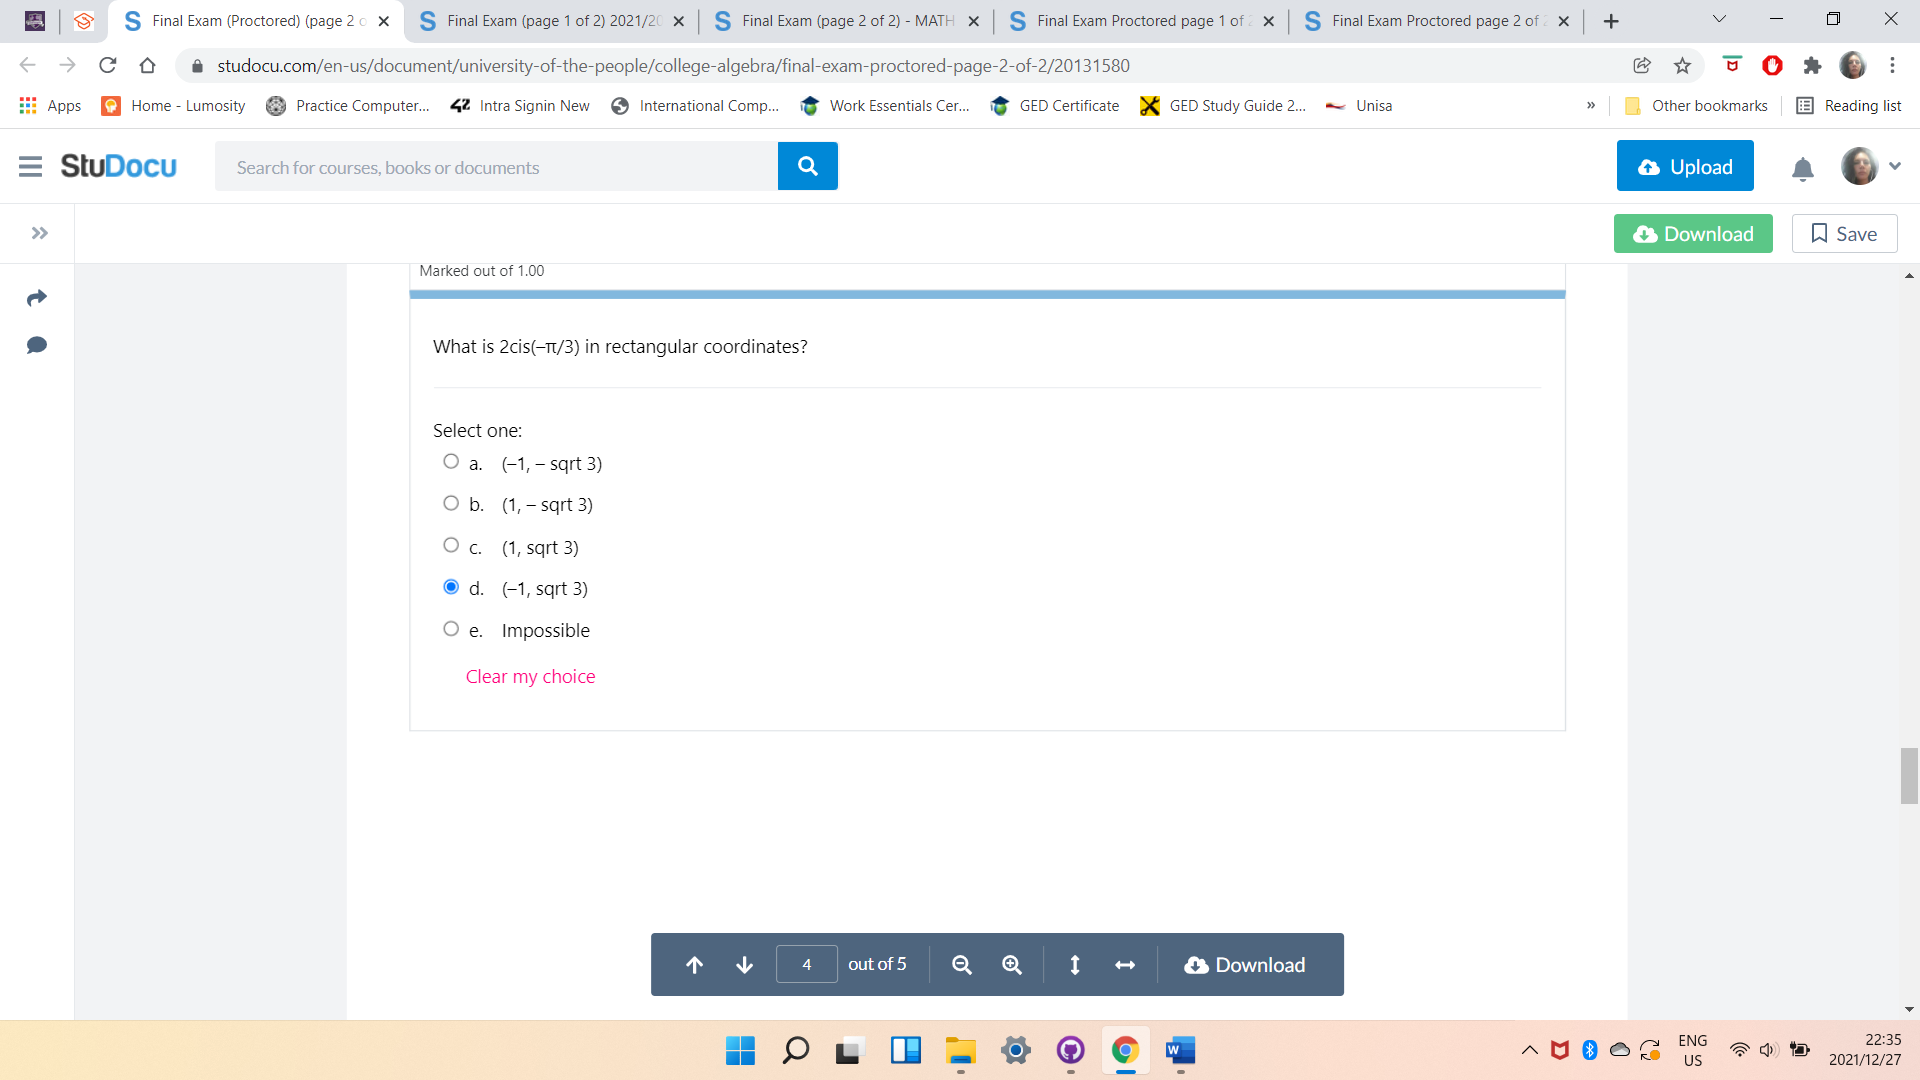 Final Exam (Proctored) (page 2 o
Final Exam (page 1 of 2) 2021/20
Final Exam (page 2 of 2) - MATH
Final Exam Proctored page 1 of 2
Final Exam Proctored page 2 of 2
studocu.com/en-us/document/university-of-the-people/college-algebra/final-exam-proctored-page-2-of-2/20131580
Apps
Home - Lumosity
Practice Computer...
42 Intra Signin New
International Comp...
Work Essentials Cer...
GED Certificate
GED Study Guide 2...
Unisa
»
Other bookmarks
Reading list
StuDocu
Search for courses, books or documents
Upload
Download
Save
Marked out of 1.00
What is 2cis(–π/3) in rectangular coordinates?
Select one:
a. (–1, – sqrt 3)
b. (1, – sqrt 3)
c. (1, sqrt 3)
d. (–1, sqrt 3)
e. Impossible
Clear my choice
4 out of 5
Download
ENG
US
22:35
2021/12/27